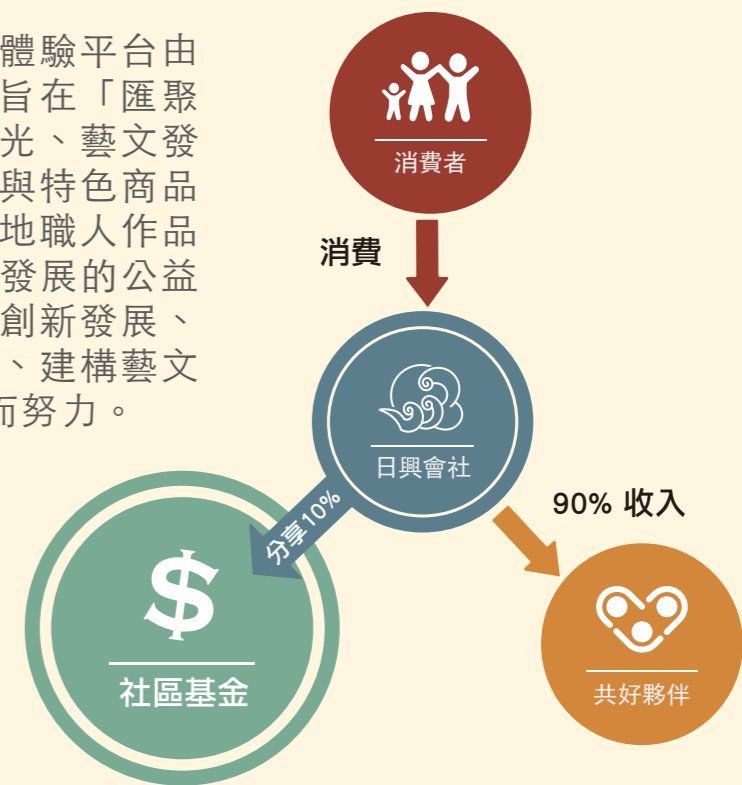 體驗平台由
旨在「匯聚
光、藝文發
與特色商品
地職人作品
發展的公益
創新發展、
、建構藝文
而努力。
消費者
消費
日興會社
分享10%
90% 收入
$
社區基金
共好夥伴